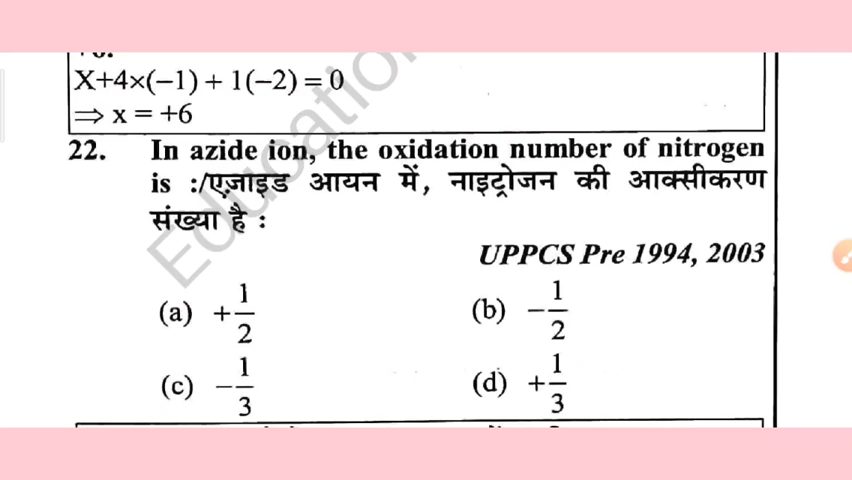 X+4×(−1) + 1(−2) = 0
⇒ x = +6
22. In azide ion, the oxidation number of nitrogen
is :/एज़ाइड आयन में, नाइट्रोजन की आक्सीकरण
संख्या है :
UPPCS Pre 1994, 2003
(a) +1/2 (b) −1/2
(c) −1/3 (d) +1/3
Education